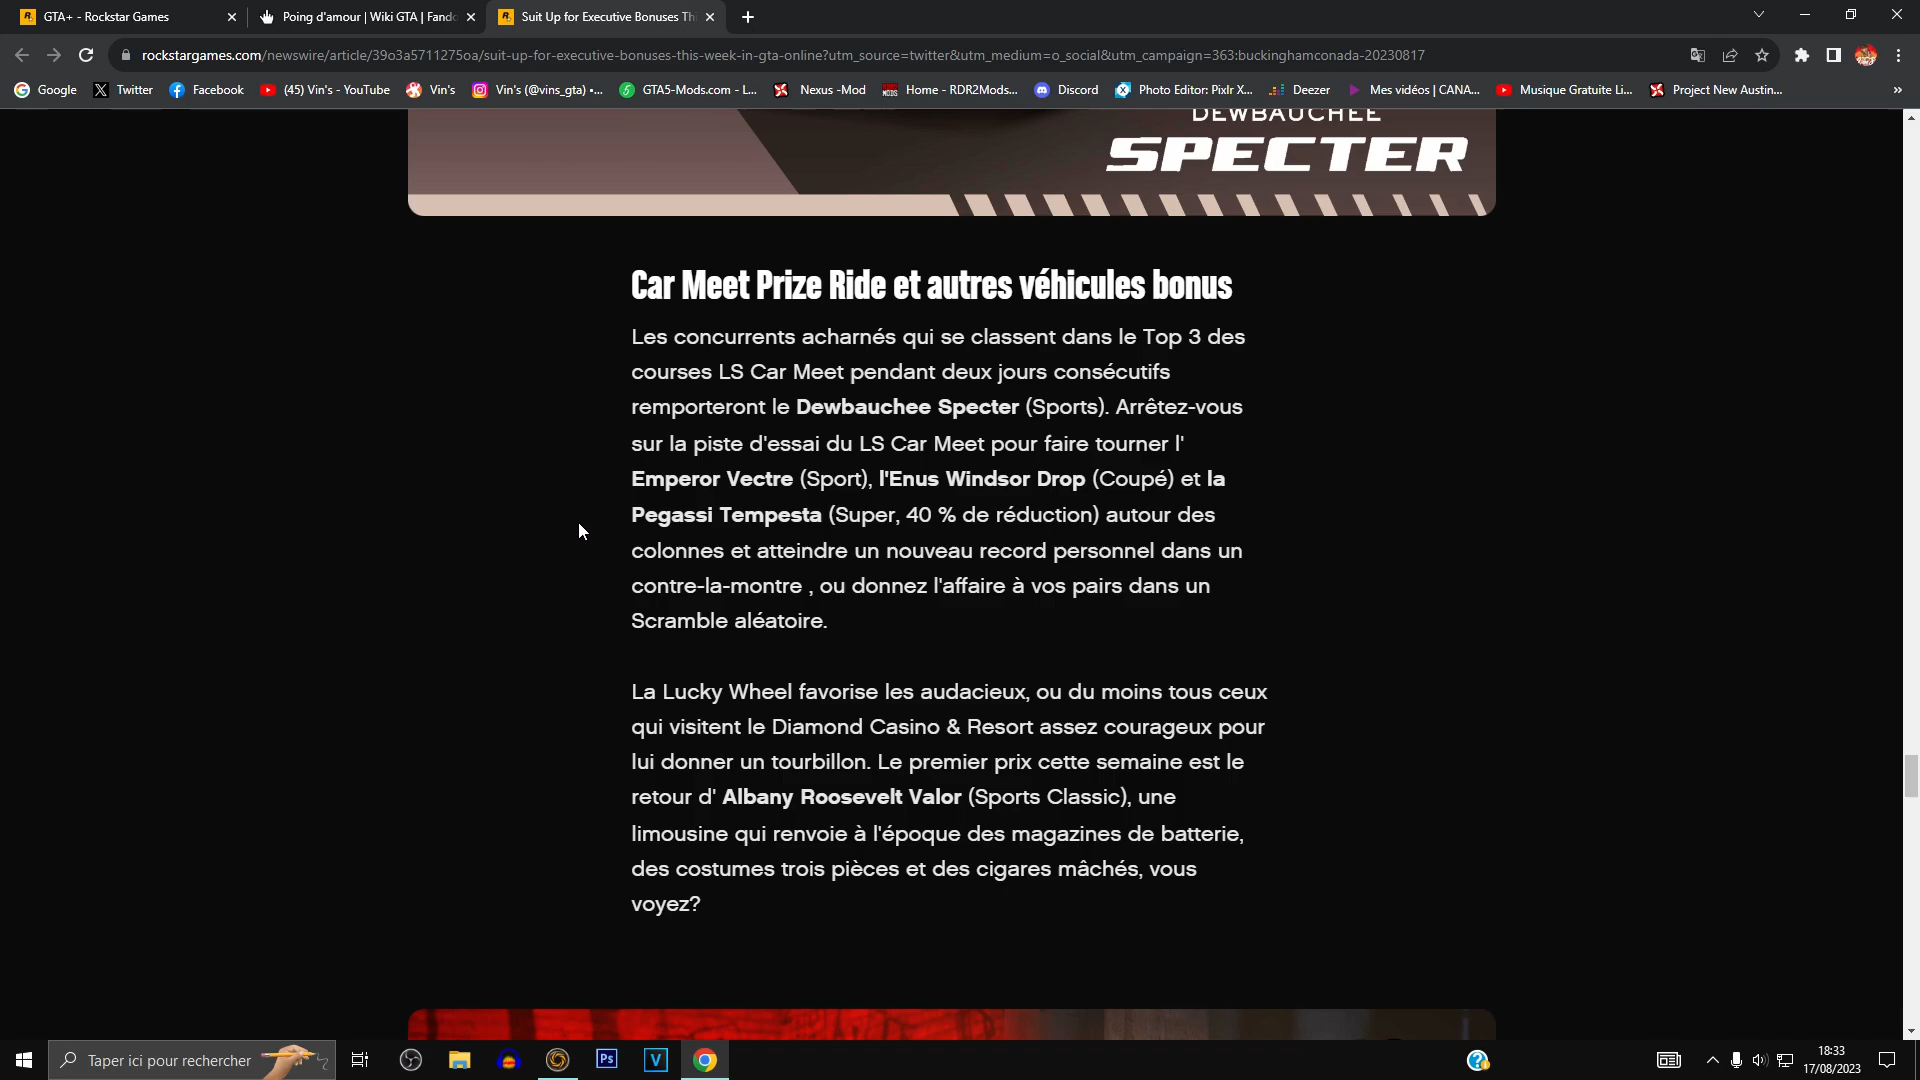 GTA+ - Rockstar Games
Poing d'amour | Wiki GTA | Fando
Suit Up for Executive Bonuses Thi
rockstargames.com/newswire/article/39o3a5711275oa/suit-up-for-executive-bonuses-this-week-in-gta-online?utm_source=twitter&utm_medium=o_social&utm_campaign=363:buckinghamconada-20230817
Google
Twitter
Facebook
(45) Vin's - YouTube
Vin's
Vin's (@vins_gta) •...
GTA5-Mods.com - L...
Nexus -Mod
Home - RDR2Mods...
Discord
Photo Editor: Pixlr X...
Deezer
Mes vidéos | CANA...
Musique Gratuite Li...
Project New Austin...
DEWBAUCHEE
SPECTER
Car Meet Prize Ride et autres véhicules bonus
Les concurrents acharnés qui se classent dans le Top 3 des
courses LS Car Meet pendant deux jours consécutifs
remporteront le Dewbauchee Specter (Sports). Arrêtez-vous
sur la piste d'essai du LS Car Meet pour faire tourner l'
Emperor Vectre (Sport), l'Enus Windsor Drop (Coupé) et la
Pegassi Tempesta (Super, 40 % de réduction) autour des
colonnes et atteindre un nouveau record personnel dans un
contre-la-montre , ou donnez l'affaire à vos pairs dans un
Scramble aléatoire.
La Lucky Wheel favorise les audacieux, ou du moins tous ceux
qui visitent le Diamond Casino & Resort assez courageux pour
lui donner un tourbillon. Le premier prix cette semaine est le
retour d' Albany Roosevelt Valor (Sports Classic), une
limousine qui renvoie à l'époque des magazines de batterie,
des costumes trois pièces et des cigares mâchés, vous
voyez?
Taper ici pour rechercher
Ps
V
18:33
17/08/2023